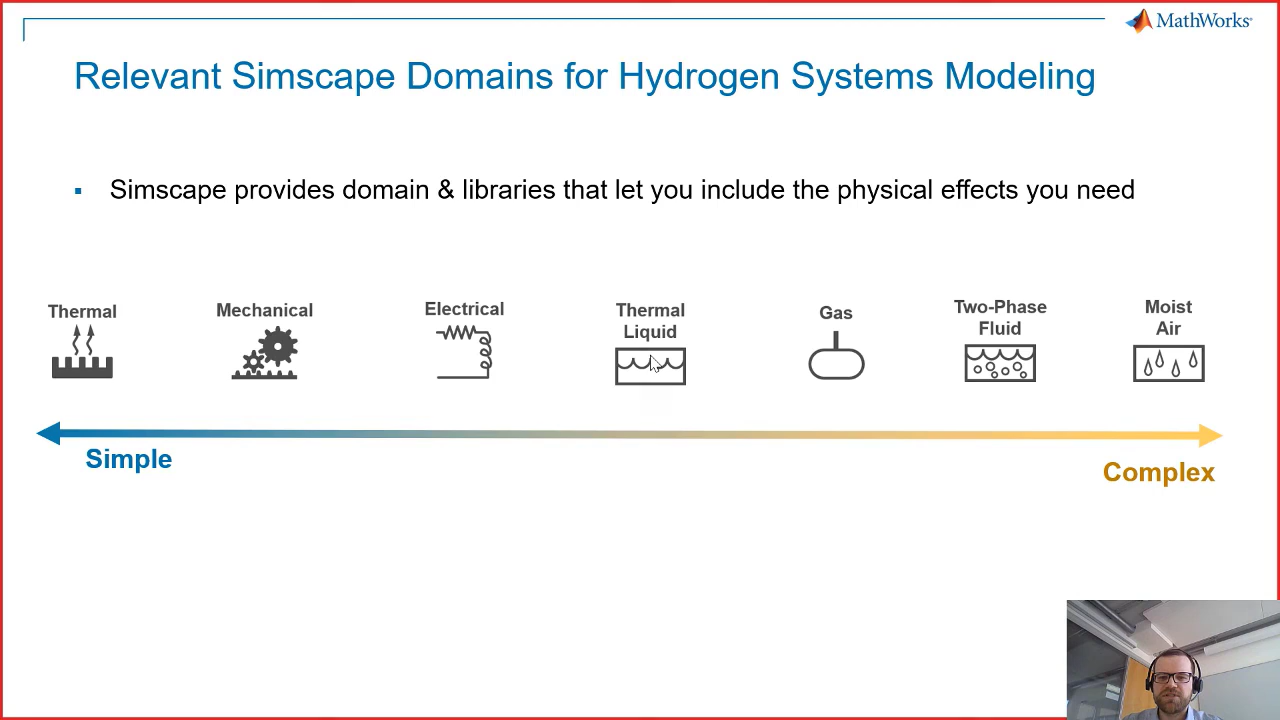 MathWorks
Relevant Simscape Domains for Hydrogen Systems Modeling
Simscape provides domain & libraries that let you include the physical effects you need
Thermal
Mechanical
Electrical
Thermal
Liquid
Gas
Two-Phase
Fluid
Moist
Air
Simple
Complex